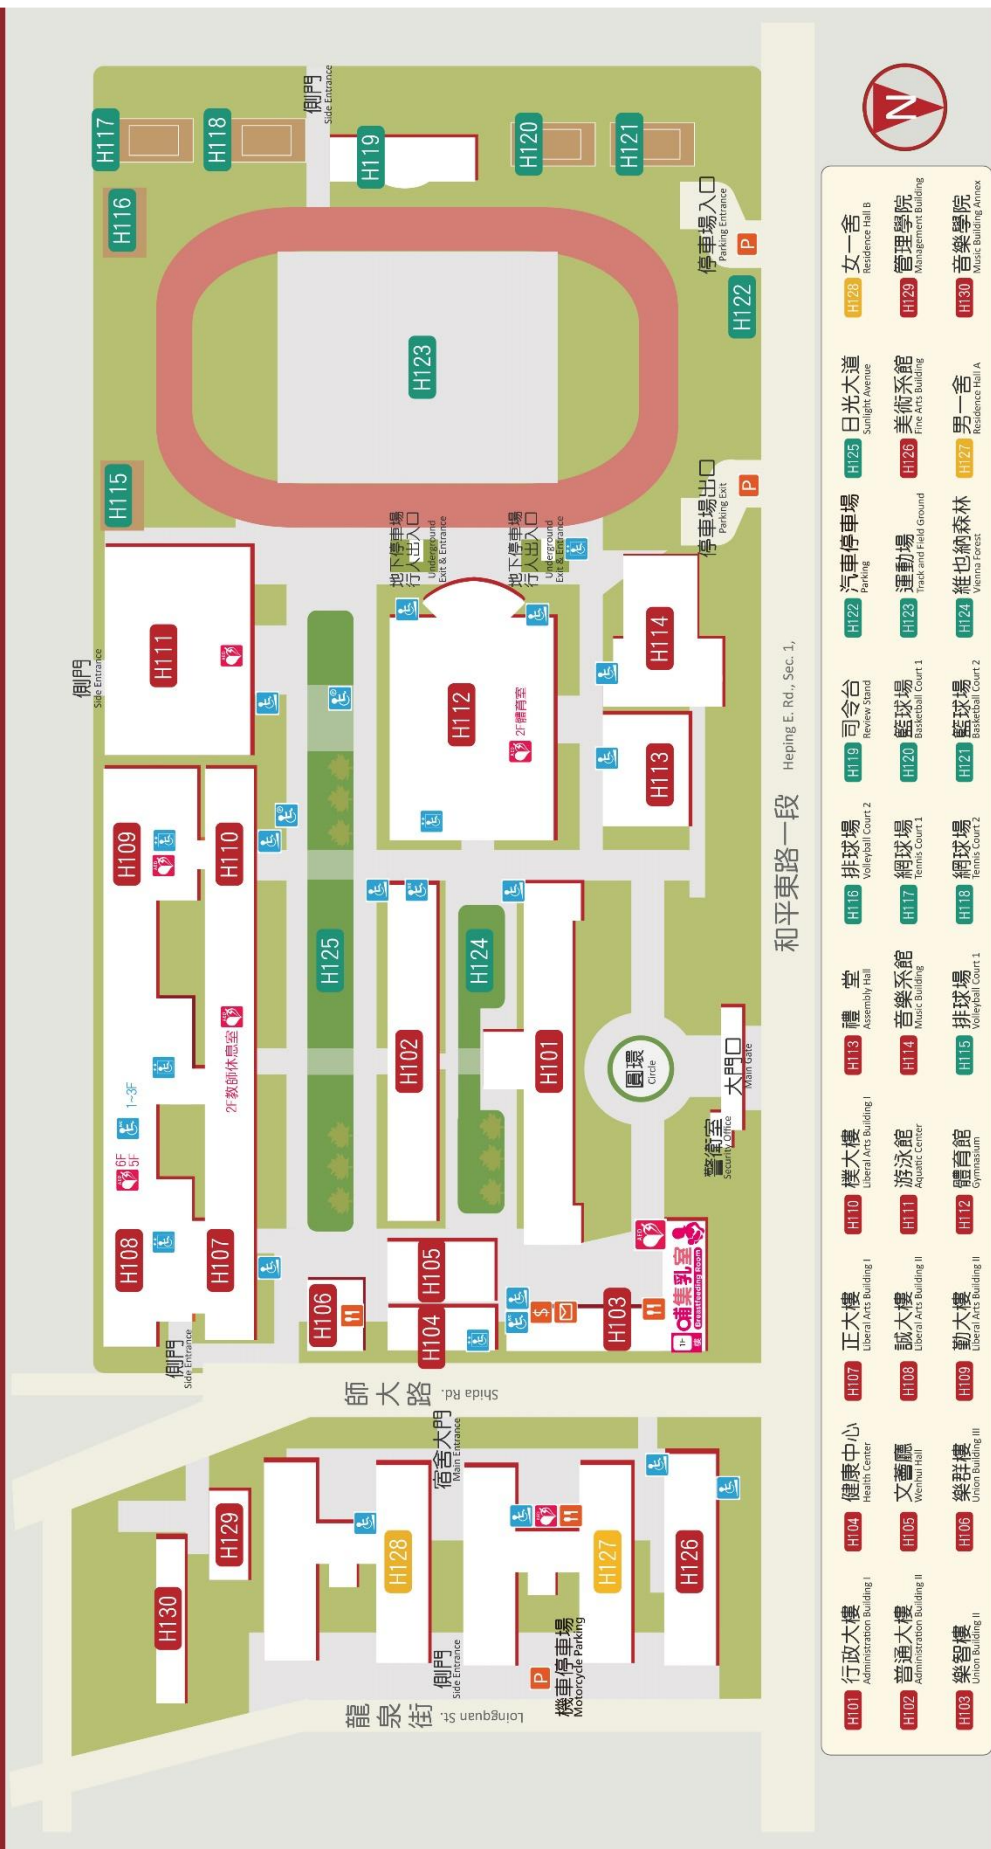 H117
H118
H116
側門
Side Entrance
H119
H120
H121
停車場入口
Parking Entrance
P
H122
H123
H115
停車場出口
Parking Exit
P
地下停車場
行人出入口
Underground
Exit & Entrance
地下停車場
行人出入口
Underground
Exit & Entrance
側門
Side Entrance
H111
H112
2F體育室
H114
H113
H109
H110
H125
H124
H102
H101
2F教師休息室
6F
5F
1~3F
H108
H107
圓環
Circle
大門口
Main Gate
警衛室
Security Office
H106
H105
H104
H103
AED
哺集乳室
Breastfeeding Room
1F
側門
Side Entrance
師大路
Shida Rd.
和平東路一段 Heping E. Rd., Sec. 1,
宿舍大門
Main Entrance
H130
H129
H128
H127
H126
側門
Side Entrance
P
機車停車場
Motorcycle Parking
龍泉街
Loingquan St.
N
H101 行政大樓
Administration Building I
H102 普通大樓
Administration Building II
H103 樂智樓
Union Building II
H104 健康中心
Health Center
H105 文薈廳
Wenhui Hall
H106 樂群樓
Union Building III
H107 正大樓
Liberal Arts Building I
H108 誠大樓
Liberal Arts Building II
H109 勤大樓
Liberal Arts Building II
H110 樸大樓
Liberal Arts Building I
H111 游泳館
Aquatic Center
H112 體育館
Gymnasium
H113 禮 堂
Assembly Hall
H114 音樂系館
Music Building
H115 排球場
Volleyball Court 1
H116 排球場
Volleyball Court 2
H117 網球場
Tennis Court 1
H118 網球場
Tennis Court 2
H119 司令台
Review Stand
H120 籃球場
Basketball Court 1
H121 籃球場
Basketball Court 2
H122 汽車停車場
Parking
H123 運動場
Track and Field Ground
H124 維也納森林
Vienna Forest
H125 日光大道
Sunlight Avenue
H126 美術系館
Fine Arts Building
H127 男一舍
Residence Hall A
H128 女一舍
Residence Hall B
H129 管理學院
Management Building
H130 音樂學院
Music Building Annex